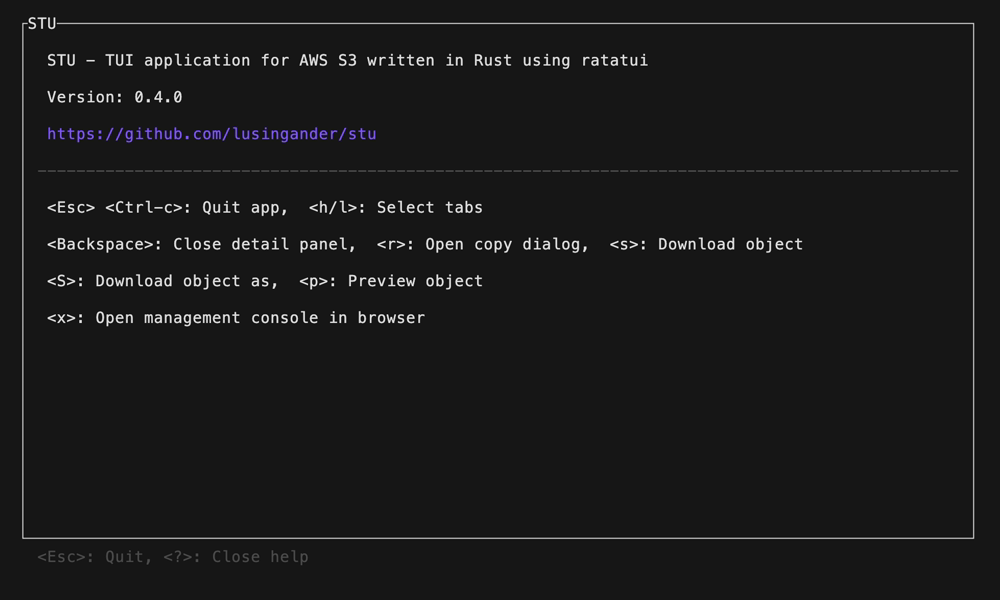 STU
STU – TUI application for AWS S3 written in Rust using ratatui
Version: 0.4.0
https://github.com/lusingander/stu
<Esc> <Ctrl-c>: Quit app,  <h/l>: Select tabs
<Backspace>: Close detail panel,  <r>: Open copy dialog,  <s>: Download object
<S>: Download object as,  <p>: Preview object
<x>: Open management console in browser
<Esc>: Quit, <?>: Close help